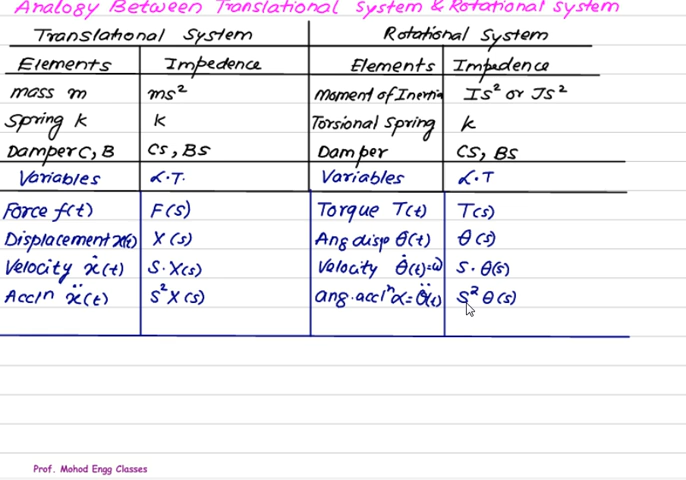 Analogy Between Translational System & Rotational System
Translational System Rotational System
Elements Impedence Elements Impedence
mass m ms² Moment of Inertia Is² or Js²
Spring k k Torsional Spring k
Damper C, B Cs, Bs Damper Cs, Bs
Variables L.T. Variables L.T
Force f(t) F(s) Torque T(t) T(s)
Displacement x(t) X(s) Ang disp θ(t) θ(s)
Velocity ẋ(t) S.X(s) Velocity θ̇(t)=ω S.θ(s)
Accln ẍ(t) S²X(s) ang.acclⁿ α=θ̈(t) S²θ(s)
Prof. Mohod Engg Classes